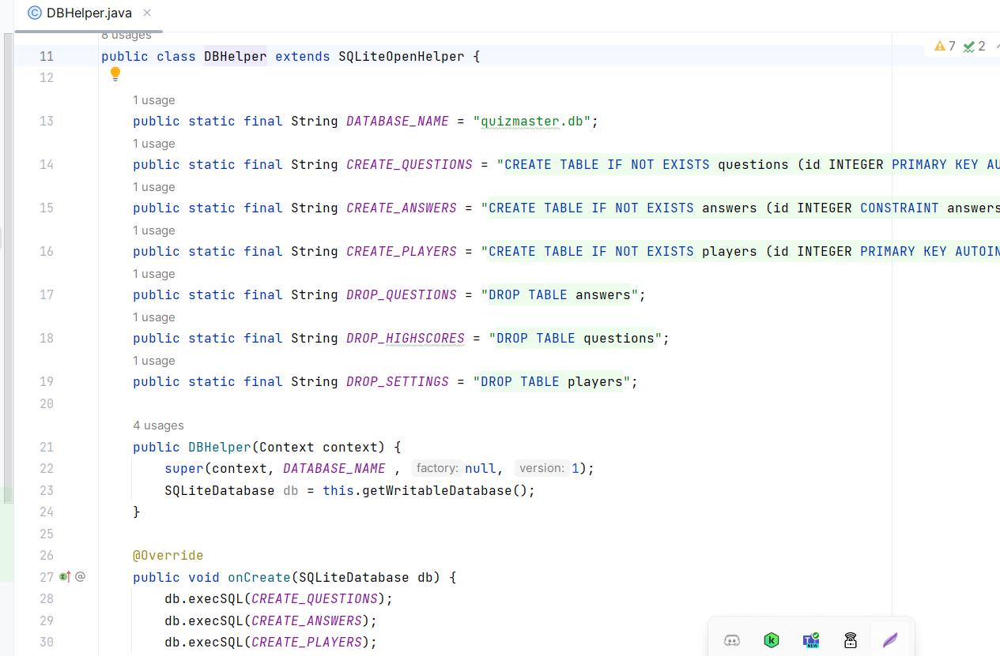 DBHelper.java
8 usages
7 2
11 public class DBHelper extends SQLiteOpenHelper {
12
1 usage
13 public static final String DATABASE_NAME = "quizmaster.db";
1 usage
14 public static final String CREATE_QUESTIONS = "CREATE TABLE IF NOT EXISTS questions (id INTEGER PRIMARY KEY AU
1 usage
15 public static final String CREATE_ANSWERS = "CREATE TABLE IF NOT EXISTS answers (id INTEGER CONSTRAINT answers
1 usage
16 public static final String CREATE_PLAYERS = "CREATE TABLE IF NOT EXISTS players (id INTEGER PRIMARY KEY AUTOIN
1 usage
17 public static final String DROP_QUESTIONS = "DROP TABLE answers";
1 usage
18 public static final String DROP_HIGHSCORES = "DROP TABLE questions";
1 usage
19 public static final String DROP_SETTINGS = "DROP TABLE players";
20
4 usages
21 public DBHelper(Context context) {
22 super(context, DATABASE_NAME , factory: null, version: 1);
23 SQLiteDatabase db = this.getWritableDatabase();
24 }
25
26 @Override
27 public void onCreate(SQLiteDatabase db) {
28 db.execSQL(CREATE_QUESTIONS);
29 db.execSQL(CREATE_ANSWERS);
30 db.execSQL(CREATE_PLAYERS);
NEW